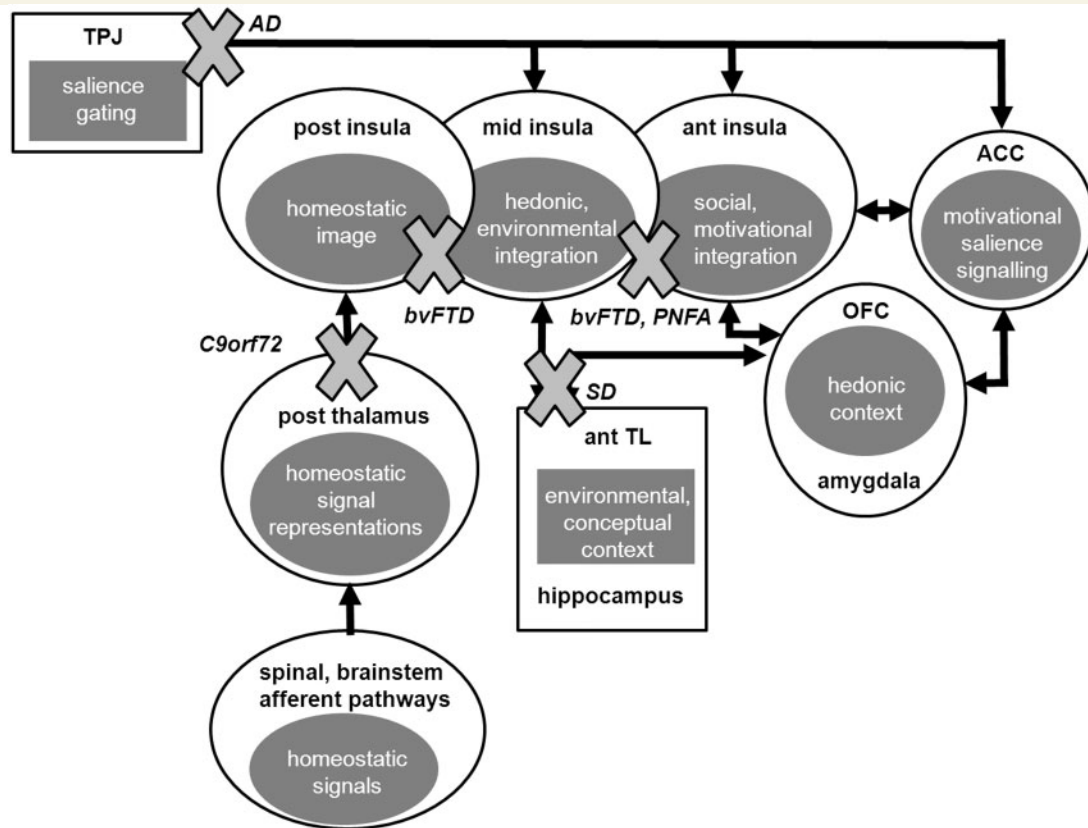 TPJ
salience
gating
AD
post insula
homeostatic
image
mid insula
hedonic,
environmental
integration
ant insula
social,
motivational
integration
ACC
motivational
salience
signalling
bvFTD
bvFTD, PNFA
OFC
hedonic
context
amygdala
C9orf72
post thalamus
homeostatic
signal
representations
SD
ant TL
environmental,
conceptual
context
hippocampus
spinal, brainstem
afferent pathways
homeostatic
signals